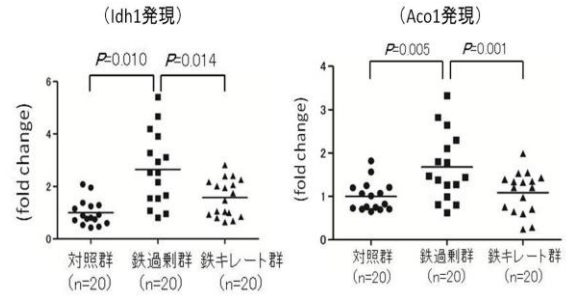 （Idh1発現）
P=0.010 P=0.014
(fold change)
6
4
2
0
対照群 鉄過剰群 鉄キレート群
(n=20) (n=20) (n=20)
（Aco1発現）
P=0.005 P=0.001
(fold change)
4
3
2
1
0
対照群 鉄過剰群 鉄キレート群
(n=20) (n=20) (n=20)